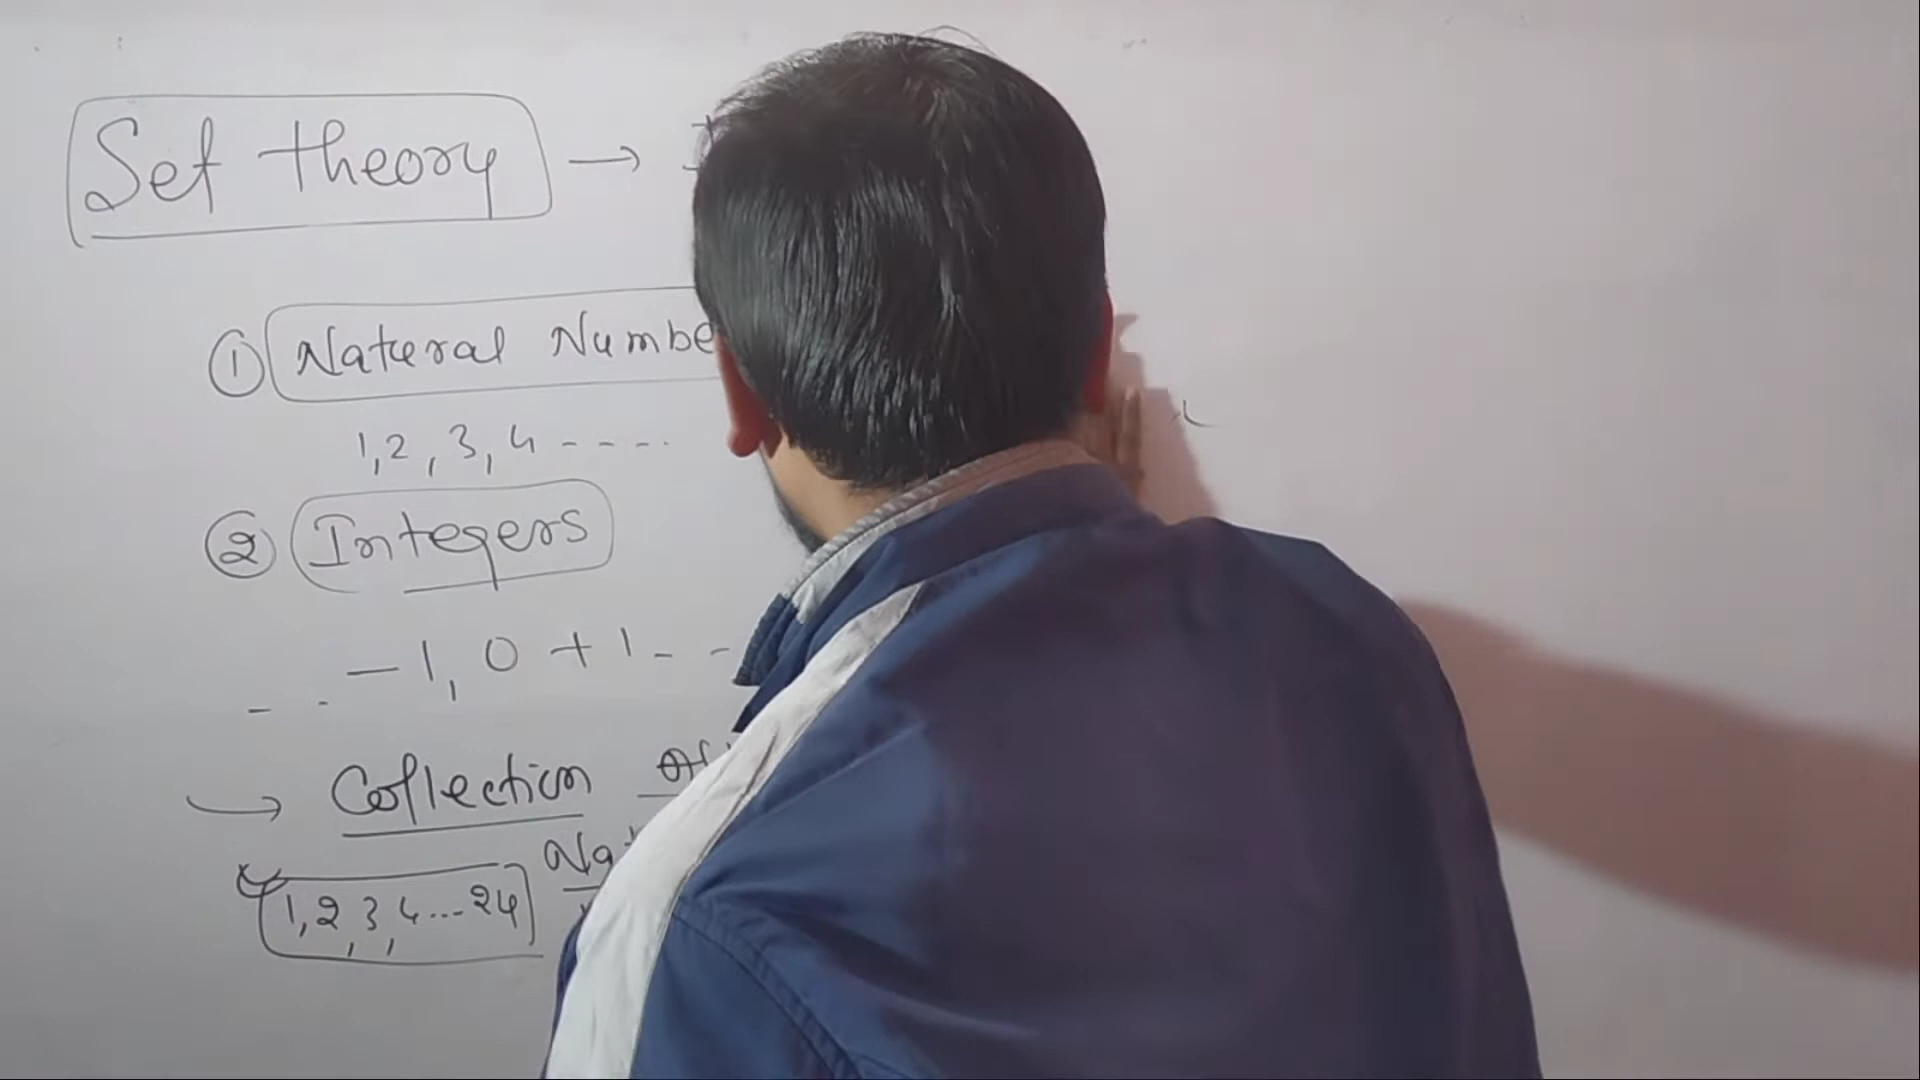 Set theory →
① Natural Numbe
1,2,3,4 - - - -
② Integers
- - -1, 0 +1 - -
→ Collection of
Nat
1,2,3,4...24